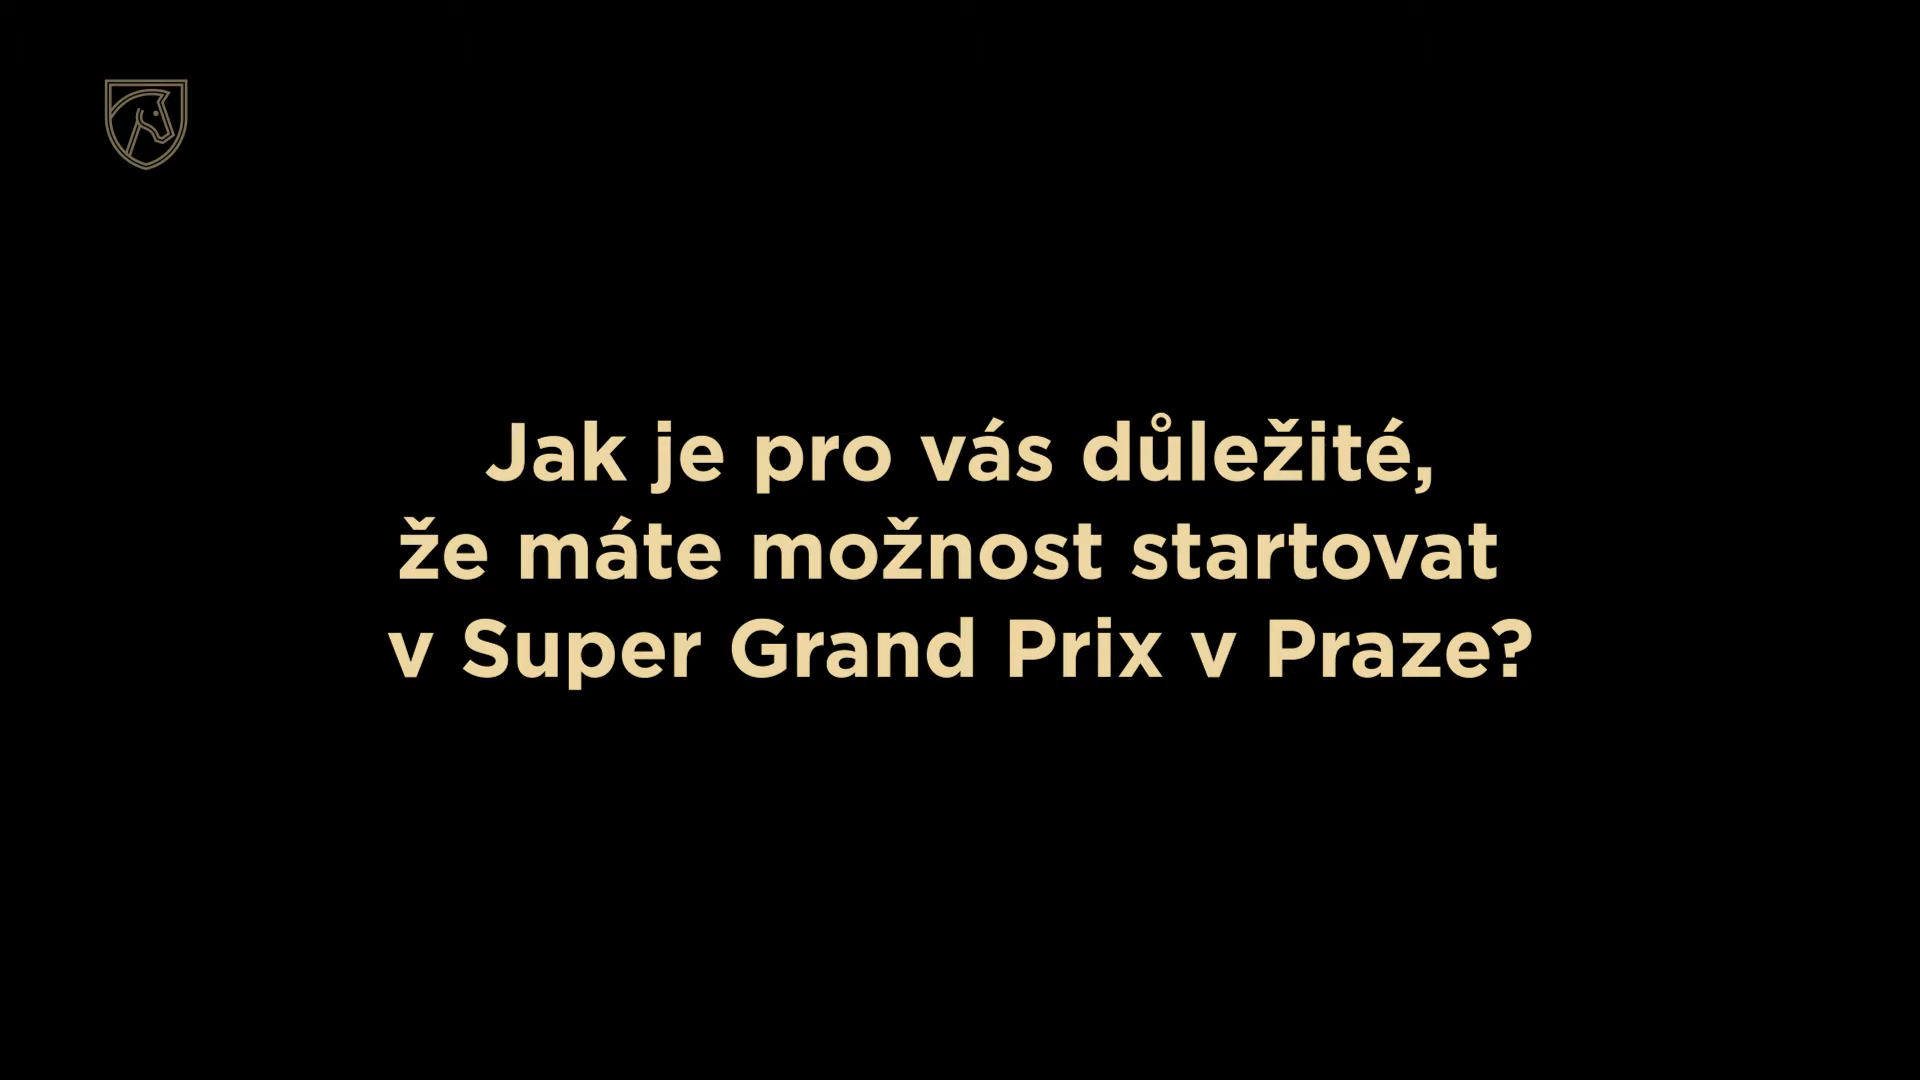 Jak je pro vás důležité,
že máte možnost startovat
v Super Grand Prix v Praze?